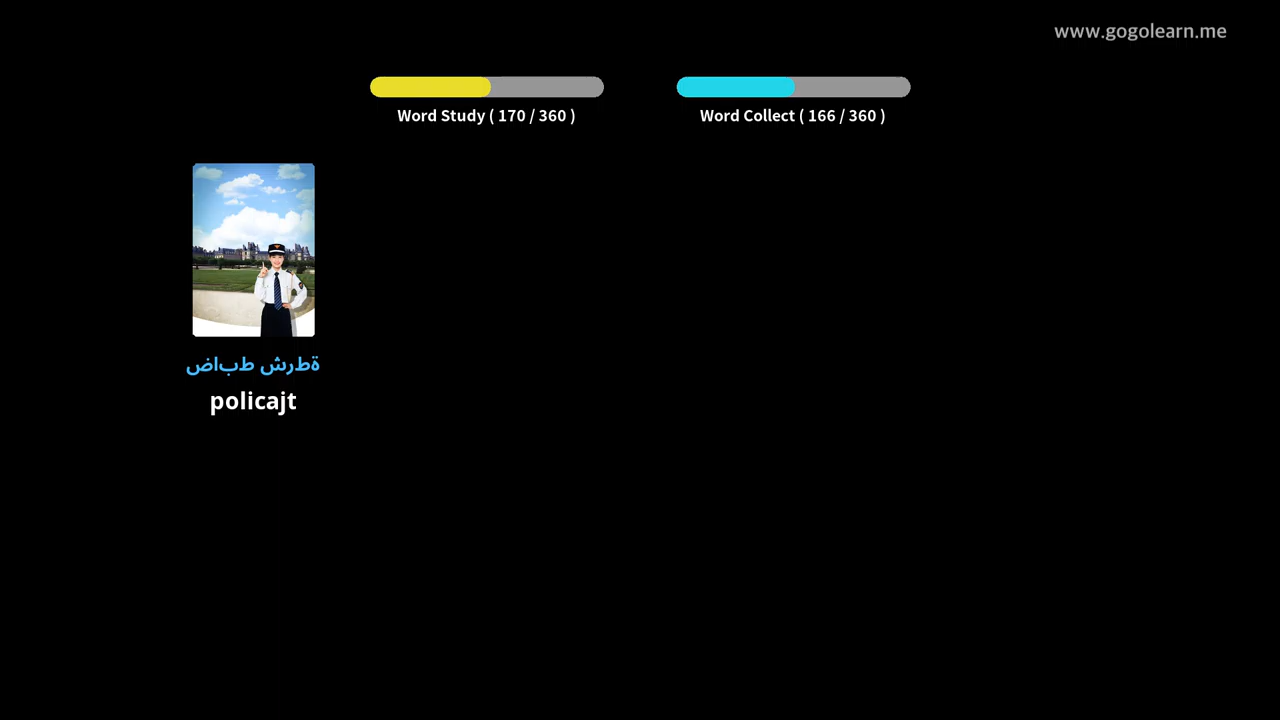 www.gogolearn.me
Word Study ( 170 / 360 )
Word Collect ( 166 / 360 )
ةطرش طباض
policajt